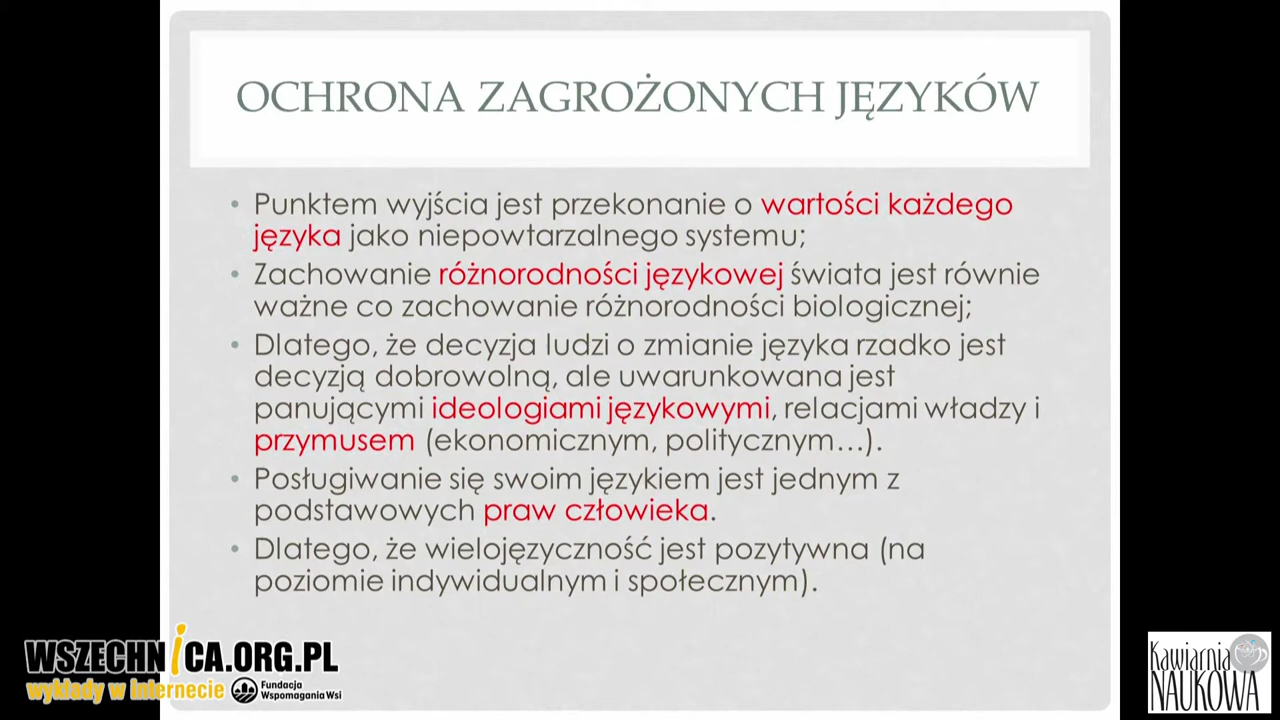 OCHRONA ZAGROŻONYCH JĘZYKÓW
• Punktem wyjścia jest przekonanie o wartości każdego
języka jako niepowtarzalnego systemu;
• Zachowanie różnorodności językowej świata jest równie
ważne co zachowanie różnorodności biologicznej;
• Dlatego, że decyzja ludzi o zmianie języka rzadko jest
decyzją dobrowolną, ale uwarunkowana jest
panującymi ideologiami językowymi, relacjami władzy i
przymusem (ekonomicznym, politycznym...).
• Posługiwanie się swoim językiem jest jednym z
podstawowych praw człowieka.
• Dlatego, że wielojęzyczność jest pozytywna (na
poziomie indywidualnym i społecznym).
WSZECHNiCA.ORG.PL
wykłady w Internecie
Fundacja
Wspomagania Wsi
Kawiarnia
NAUKOWA